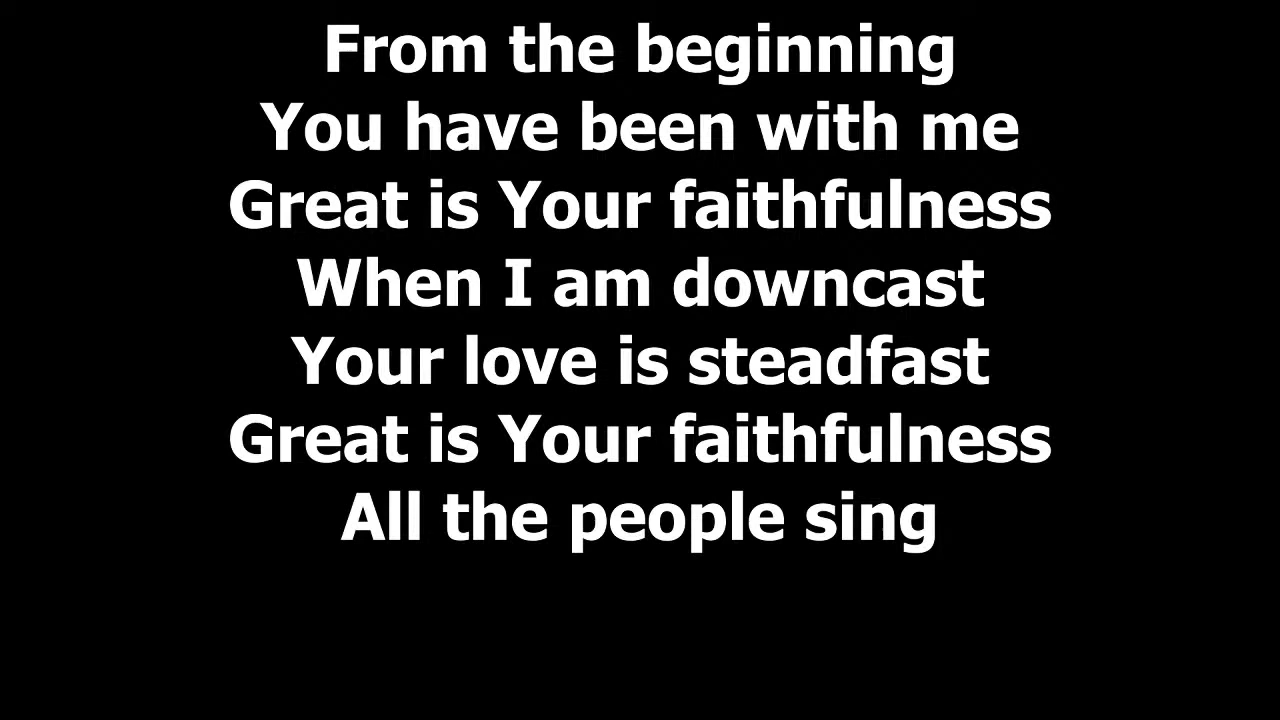 From the beginning
You have been with me
Great is Your faithfulness
When I am downcast
Your love is steadfast
Great is Your faithfulness
All the people sing